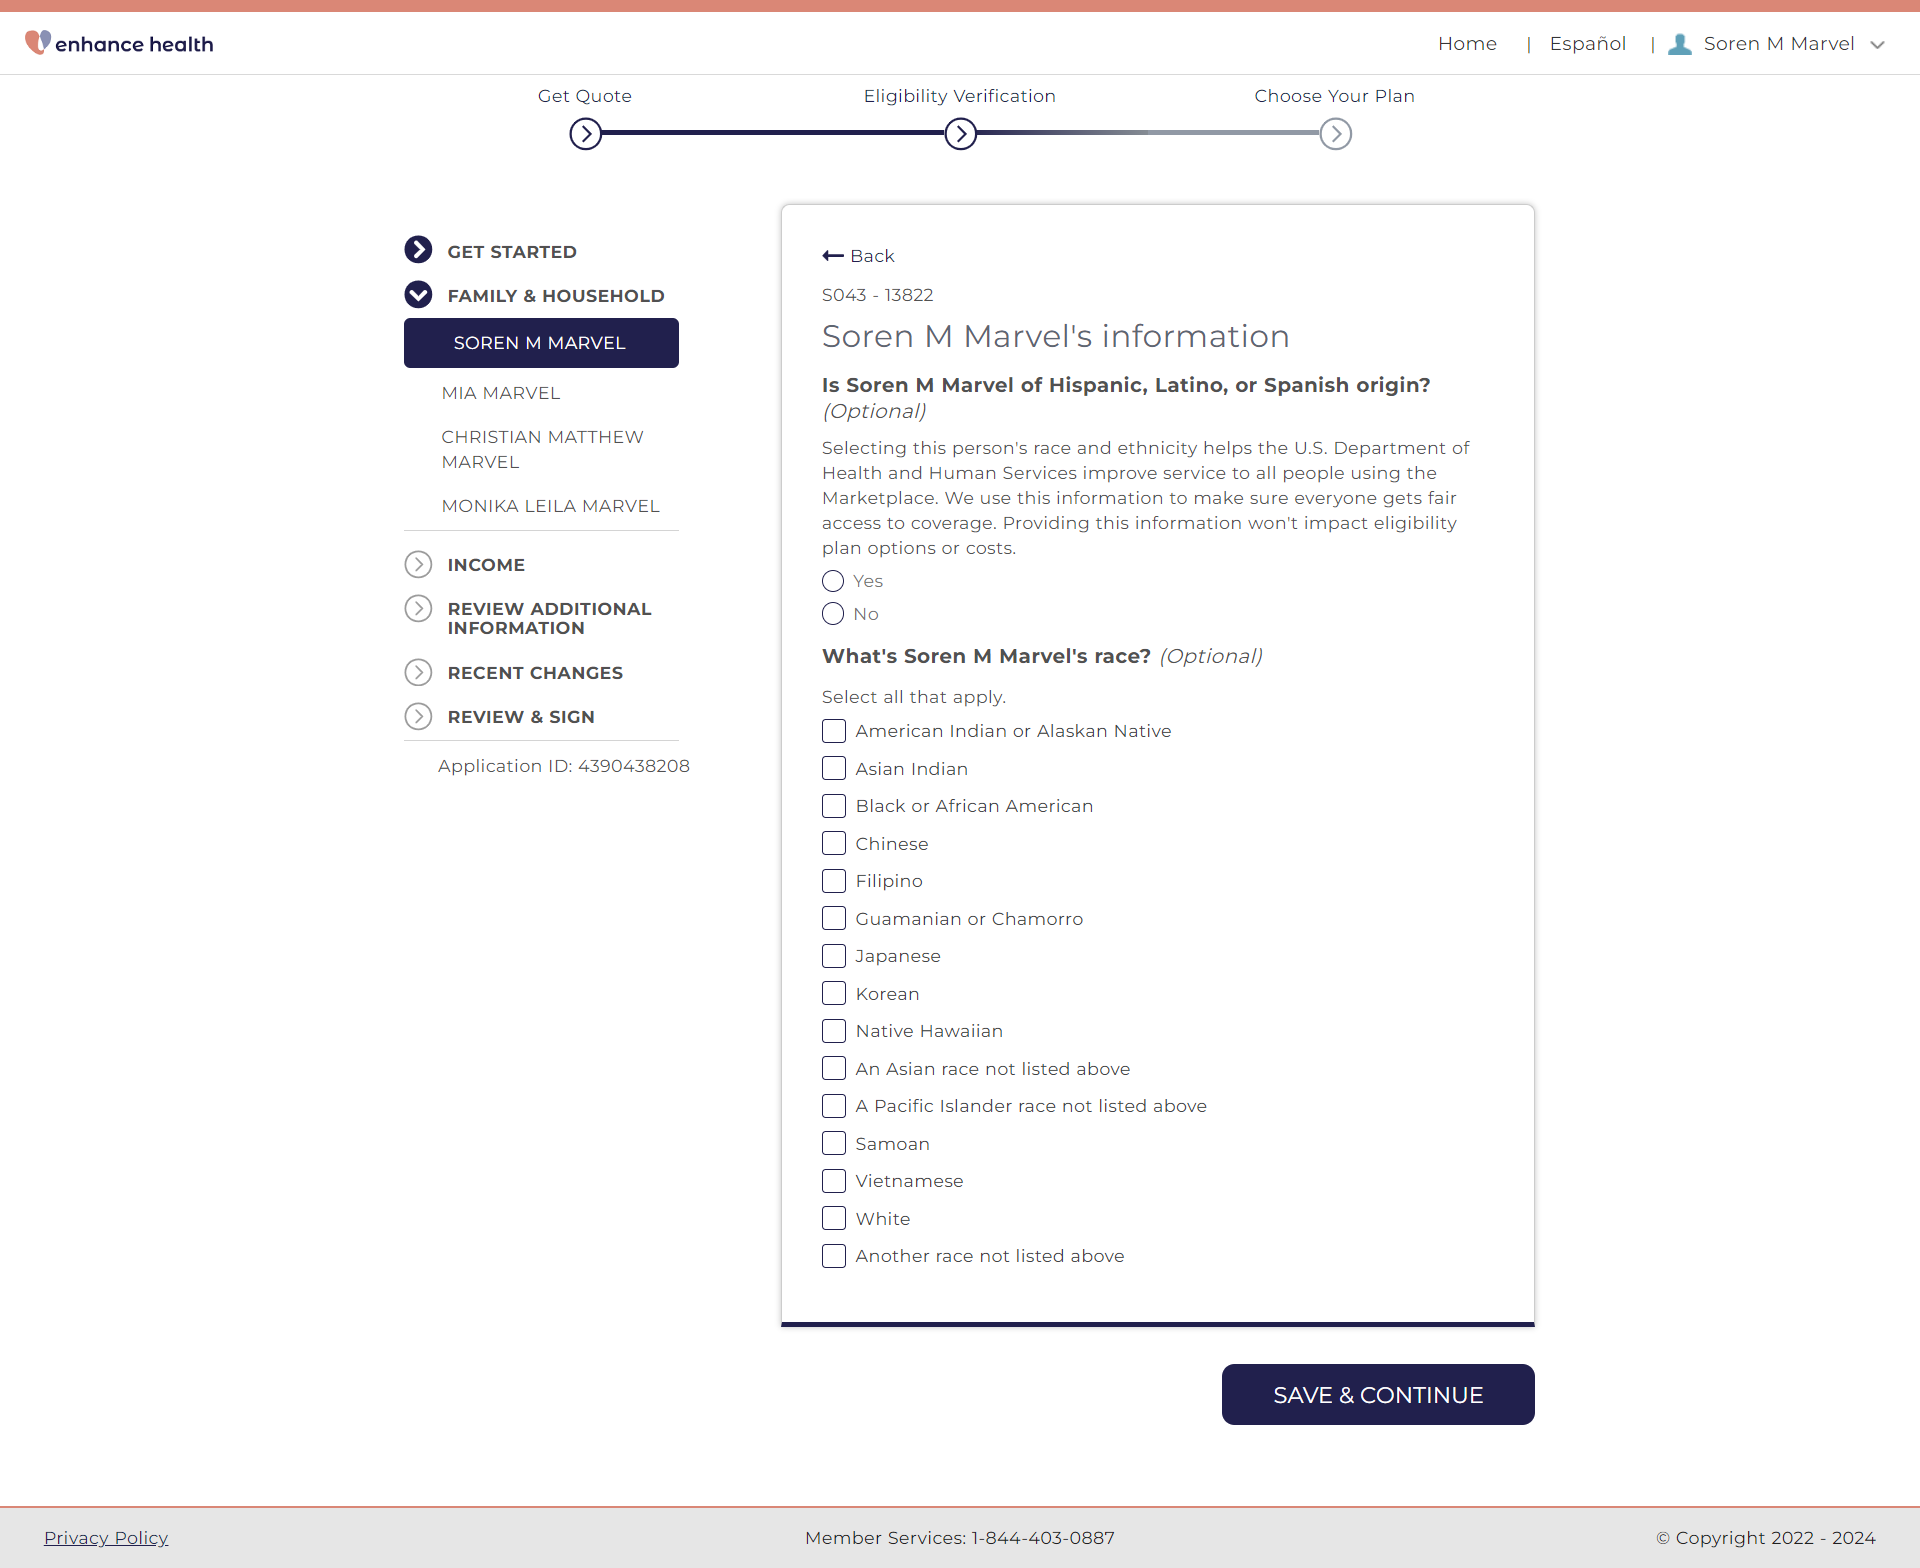 enhance health
Home | Español | Soren M Marvel
Get Quote
Eligibility Verification
Choose Your Plan
GET STARTED
FAMILY & HOUSEHOLD
SOREN M MARVEL
MIA MARVEL
CHRISTIAN MATTHEW
MARVEL
MONIKA LEILA MARVEL
INCOME
REVIEW ADDITIONAL
INFORMATION
RECENT CHANGES
REVIEW & SIGN
Application ID: 4390438208
Back
S043 - 13822
Soren M Marvel's information
Is Soren M Marvel of Hispanic, Latino, or Spanish origin?
(Optional)
Selecting this person's race and ethnicity helps the U.S. Department of
Health and Human Services improve service to all people using the
Marketplace. We use this information to make sure everyone gets fair
access to coverage. Providing this information won't impact eligibility
plan options or costs.
Yes
No
What's Soren M Marvel's race? (Optional)
Select all that apply.
American Indian or Alaskan Native
Asian Indian
Black or African American
Chinese
Filipino
Guamanian or Chamorro
Japanese
Korean
Native Hawaiian
An Asian race not listed above
A Pacific Islander race not listed above
Samoan
Vietnamese
White
Another race not listed above
SAVE & CONTINUE
Privacy Policy
Member Services: 1-844-403-0887
© Copyright 2022 - 2024